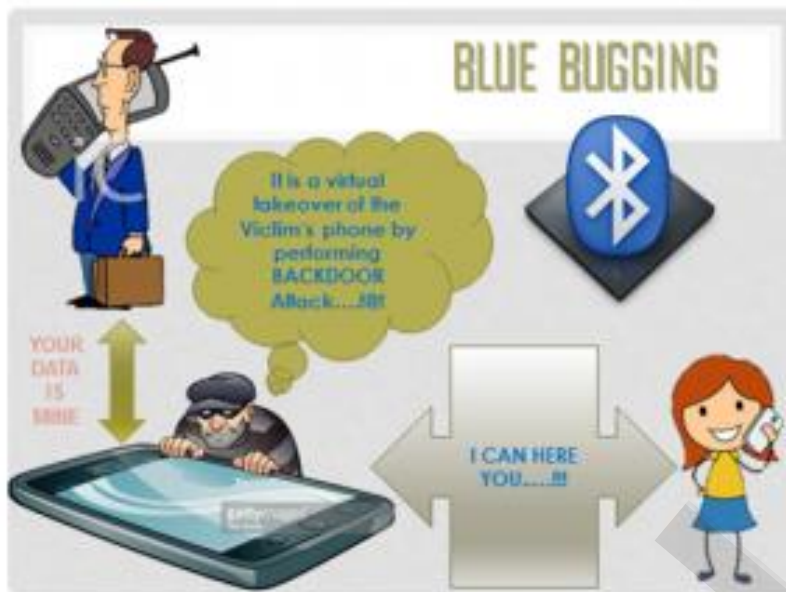 BLUE BUGGING
It is a virtual
takeover of the
Victim's phone by
performing
BACKDOOR
Attack....!!!!
YOUR
DATA
IS
MINE
I CAN HERE
YOU.....!!!
gettyimages